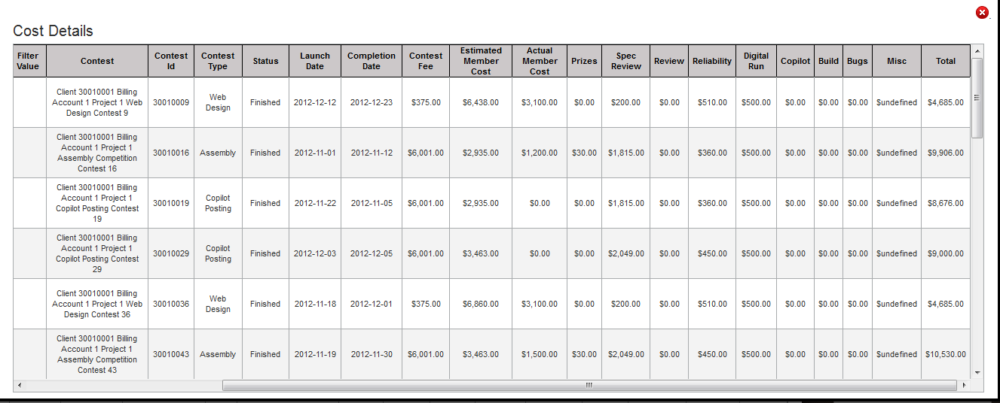 Cost Details
Filter Value Contest Contest Id Contest Type Status Launch Date Completion Date Contest Fee Estimated Member Cost Actual Member Cost Prizes Spec Review Review Reliability Digital Run Copilot Build Bugs Misc Total
Client 30010001 Billing Account 1 Project 1 Web Design Contest 9 30010009 Web Design Finished 2012-12-12 2012-12-23 $375.00 $6,438.00 $3,100.00 $0.00 $200.00 $0.00 $510.00 $500.00 $0.00 $0.00 $0.00 $undefined $4,685.00
Client 30010001 Billing Account 1 Project 1 Assembly Competition Contest 16 30010016 Assembly Finished 2012-11-01 2012-11-12 $6,001.00 $2,935.00 $1,200.00 $30.00 $1,815.00 $0.00 $360.00 $500.00 $0.00 $0.00 $0.00 $undefined $9,906.00
Client 30010001 Billing Account 1 Project 1 Copilot Posting Contest 19 30010019 Copilot Posting Finished 2012-11-22 2012-11-05 $6,001.00 $2,935.00 $0.00 $0.00 $1,815.00 $0.00 $360.00 $500.00 $0.00 $0.00 $0.00 $undefined $8,676.00
Client 30010001 Billing Account 1 Project 1 Copilot Posting Contest 29 30010029 Copilot Posting Finished 2012-12-03 2012-12-05 $6,001.00 $3,463.00 $0.00 $0.00 $2,049.00 $0.00 $450.00 $500.00 $0.00 $0.00 $0.00 $undefined $9,000.00
Client 30010001 Billing Account 1 Project 1 Web Design Contest 36 30010036 Web Design Finished 2012-11-18 2012-12-01 $375.00 $6,860.00 $3,100.00 $0.00 $200.00 $0.00 $510.00 $500.00 $0.00 $0.00 $0.00 $undefined $4,685.00
Client 30010001 Billing Account 1 Project 1 Assembly Competition Contest 43 30010043 Assembly Finished 2012-11-19 2012-11-30 $6,001.00 $3,463.00 $1,500.00 $30.00 $2,049.00 $0.00 $450.00 $500.00 $0.00 $0.00 $0.00 $undefined $10,530.00